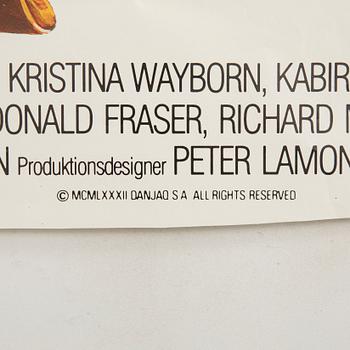 KRISTINA WAYBORN, KABIR
DONALD FRASER, RICHARD
N Produktionsdesigner PETER LAMON
© MCMLXXXII DANJAQ S A ALL RIGHTS RESERVED